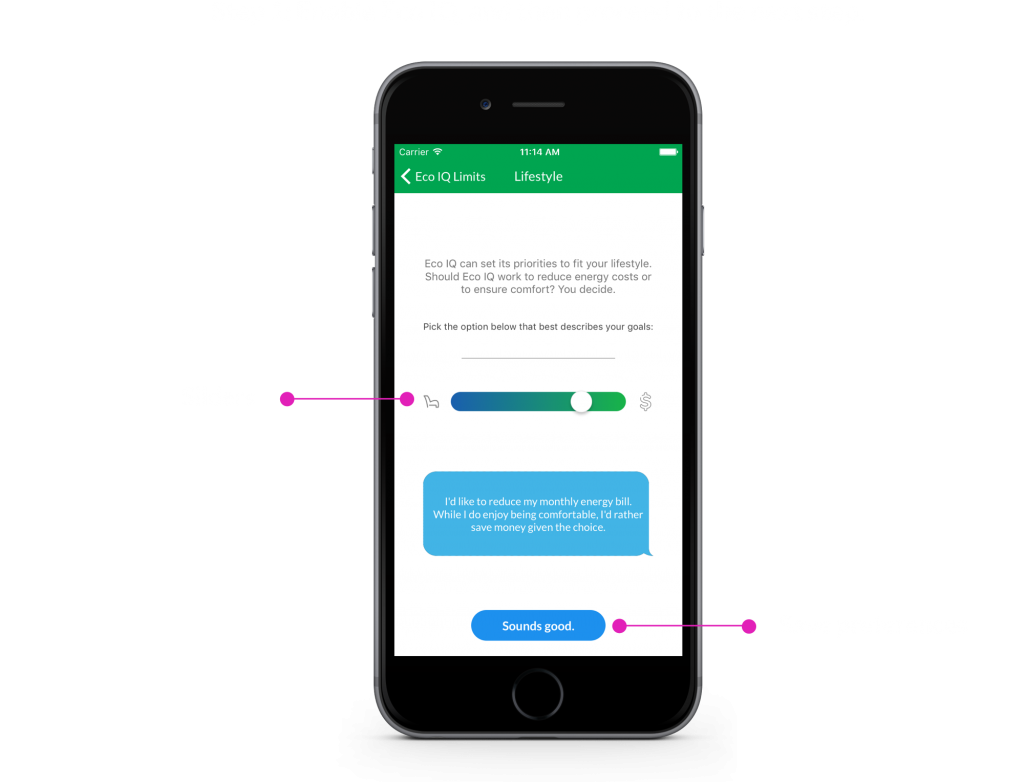 Carrier
11:14 AM
Eco IQ Limits
Lifestyle
Eco IQ can set its priorities to fit your lifestyle.
Should Eco IQ work to reduce energy costs or
to ensure comfort? You decide.
Pick the option below that best describes your goals:
$
I'd like to reduce my monthly energy bill.
While I do enjoy being comfortable, I'd rather
save money given the choice.
Sounds good.